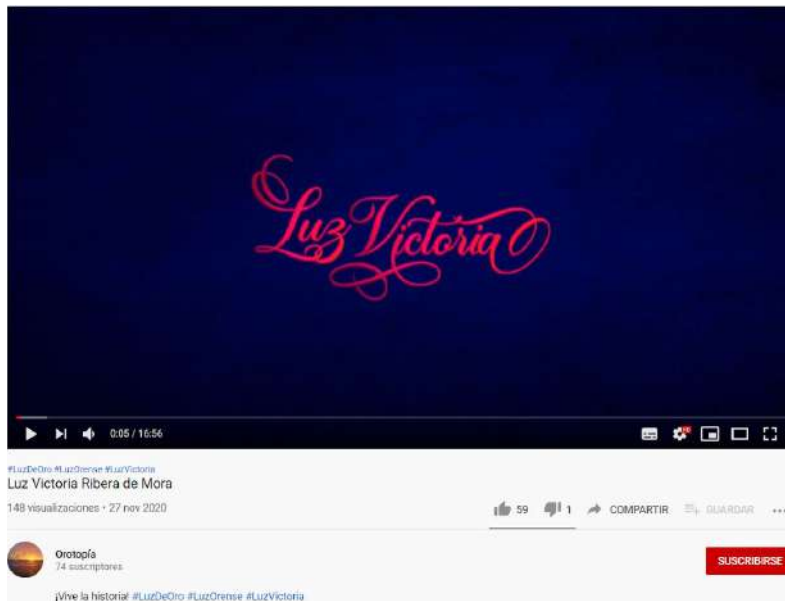 Luz Victoria
0:05 / 16:56
#LuzDeOro #LuzOrense #LuzVictoria
Luz Victoria Ribera de Mora
148 visualizaciones • 27 nov 2020
59 1 COMPARTIR GUARDAR ...
Orotopía
74 suscriptores
SUSCRIBIRSE
¡Vive la historia! #LuzDeOro #LuzOrense #LuzVictoria